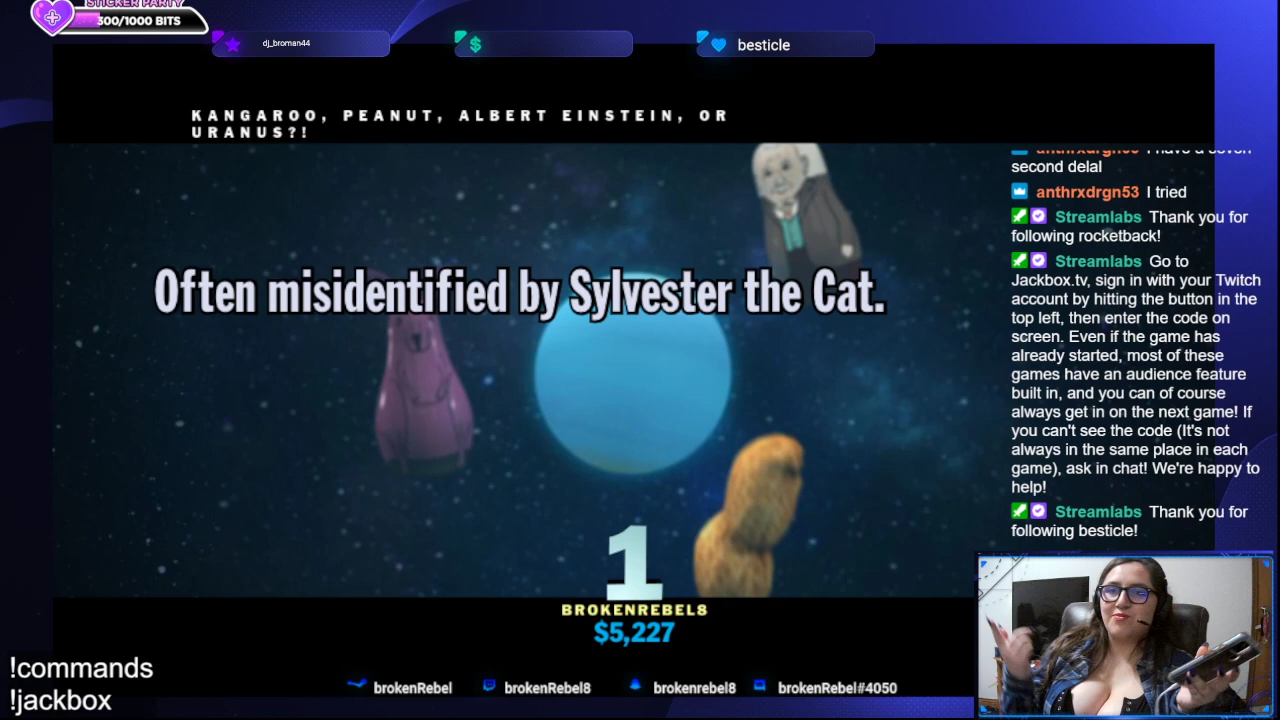 STICKER PARTY
300/1000 BITS
dj_broman44
$
besticle
KANGAROO, PEANUT, ALBERT EINSTEIN, OR
URANUS?!
Often misidentified by Sylvester the Cat.
1
BROKENREBEL8
$5,227
anthrxdrgn53 I have a seven
second delal
anthrxdrgn53 I tried
Streamlabs Thank you for
following rocketback!
Streamlabs Go to
Jackbox.tv, sign in with your Twitch
account by hitting the button in the
top left, then enter the code on
screen. Even if the game has
already started, most of these
games have an audience feature
built in, and you can of course
always get in on the next game! If
you can't see the code (It's not
always in the same place in each
game), ask in chat! We're happy to
help!
Streamlabs Thank you for
following besticle!
!commands
!jackbox
brokenRebel
brokenRebel8
brokenrebel8
brokenRebel#4050